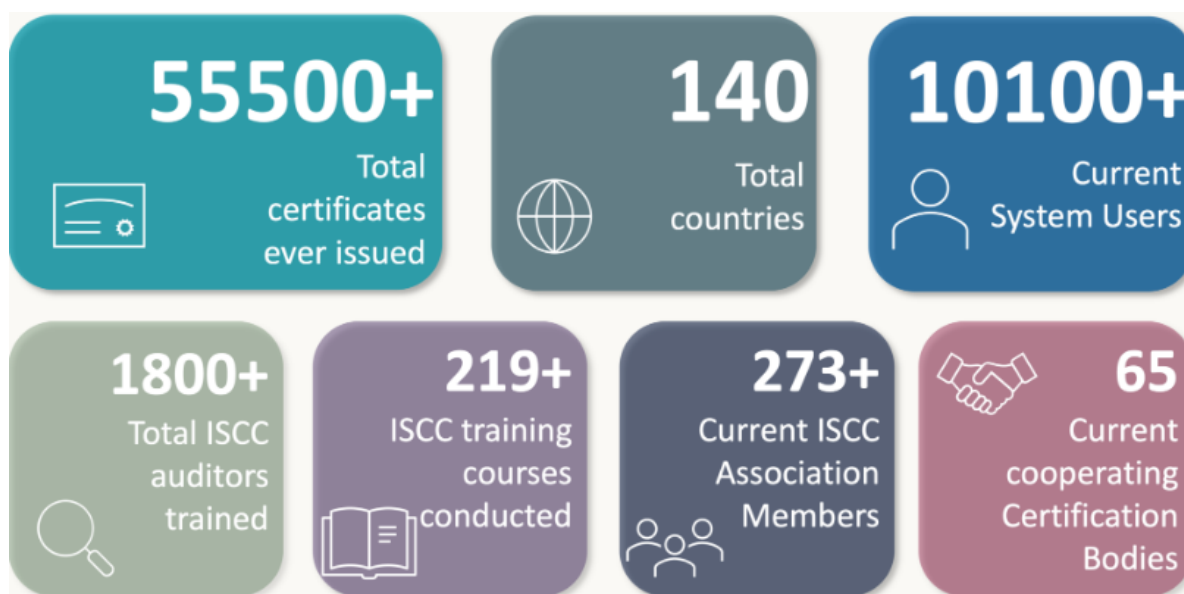 55500+
Total
certificates
ever issued
140
Total
countries
10100+
Current
System Users
1800+
Total ISCC
auditors
trained
219+
ISCC training
courses
conducted
273+
Current ISCC
Association
Members
65
Current
cooperating
Certification
Bodies